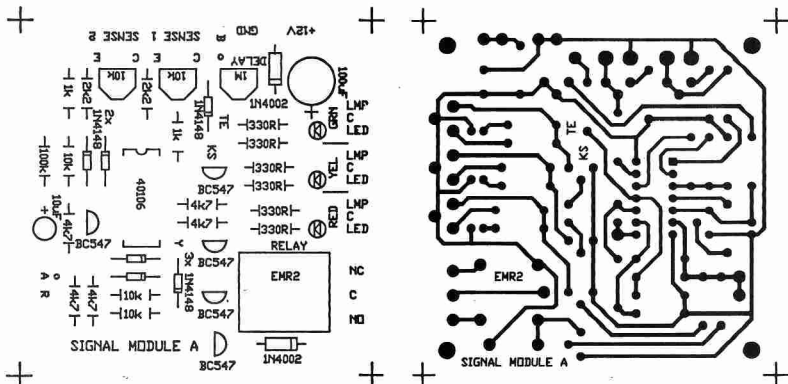 SENSE 2
SENSE 1
B
GND
+12V
E
C
E
C
DELAY
1k
2k2
10k
2k2
10k
1M
1N4002
100uF
+
1N4148
2x
1k
1N4148
TE
330R
330R
GRN
LMP
C
LED
100k
10k
40106
KS
BC547
330R
330R
YEL
LMP
C
LED
+
10uF
4k7
BC547
4k7
4k7
330R
330R
RED
LMP
C
LED
Y
BC547
RELAY
EMR2
NC
C
NO
A
R
4k7
4k7
10k
10k
3x
1N4148
BC547
SIGNAL MODULE A
BC547
1N4002
TE
KS
EMR2
SIGNAL MODULE A